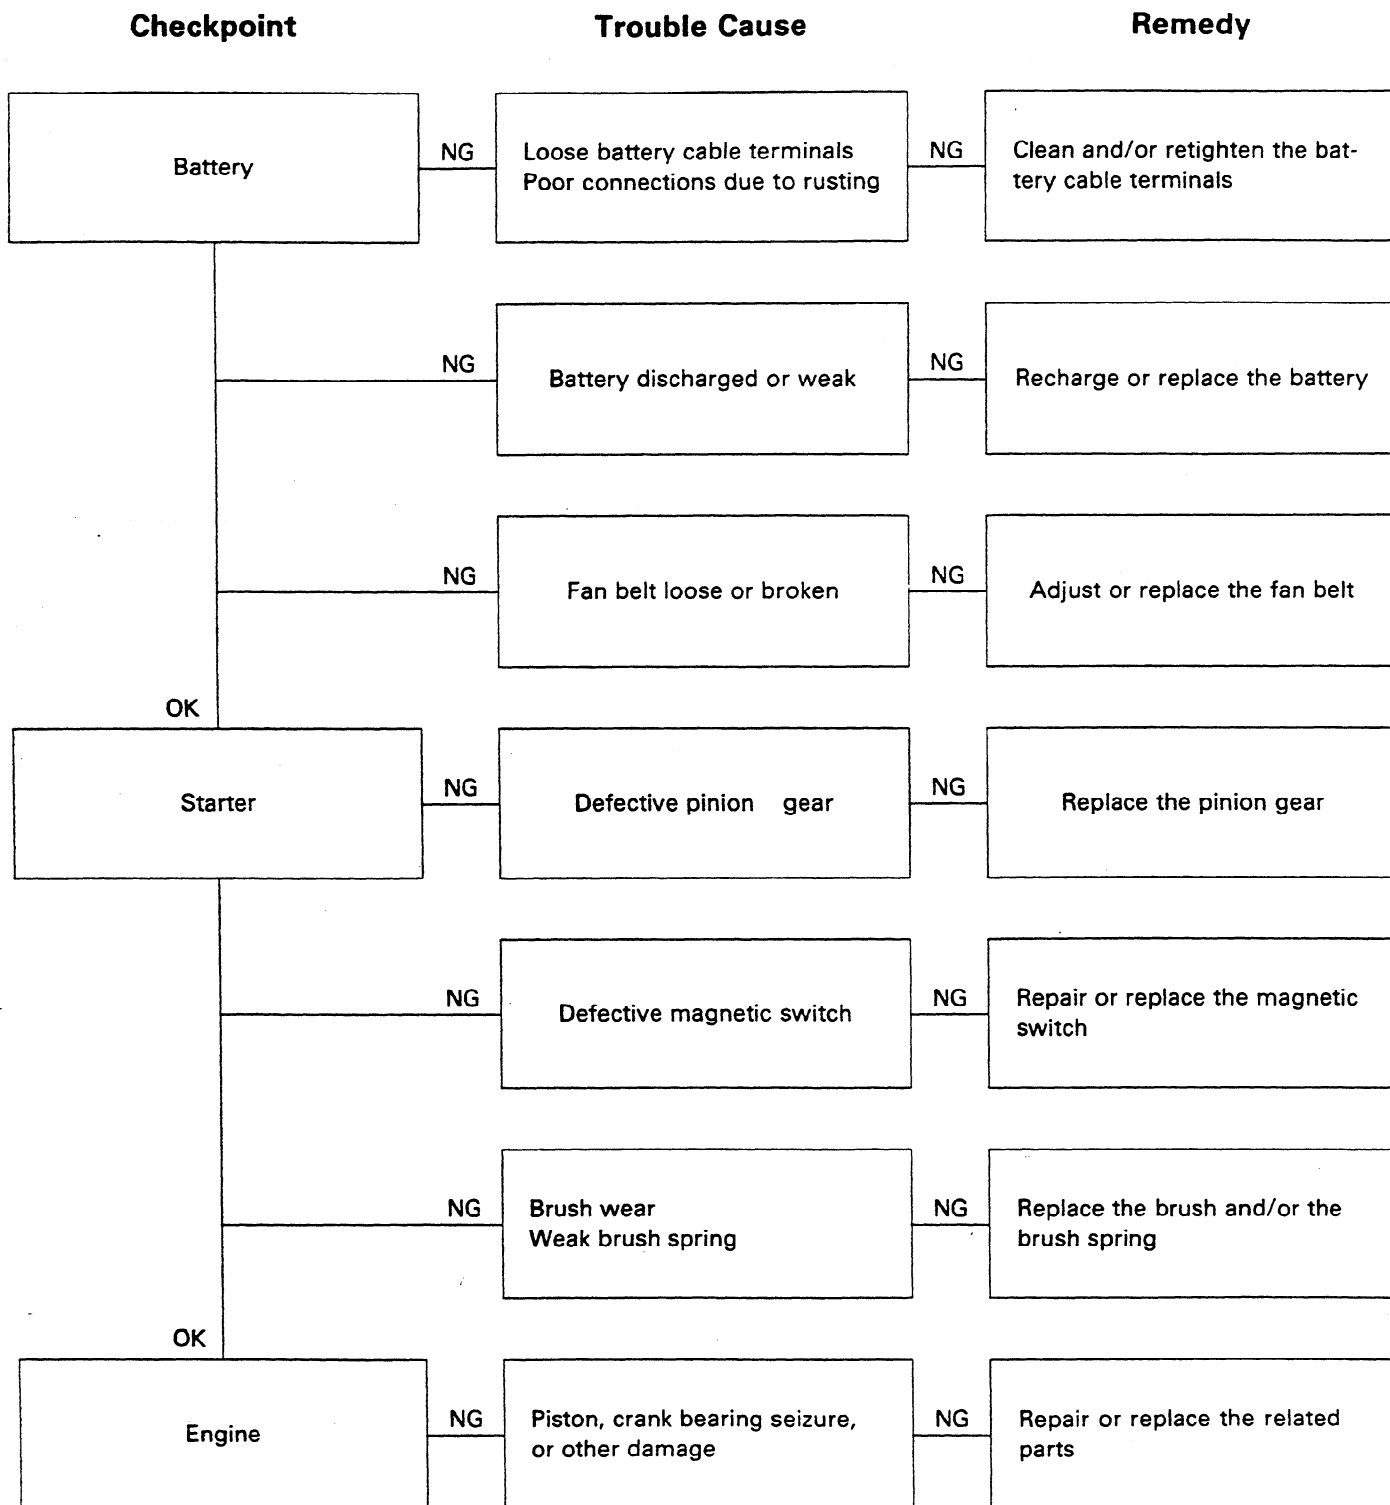 Checkpoint
Trouble Cause
Remedy
Battery
NG
Loose battery cable terminals
Poor connections due to rusting
NG
Clean and/or retighten the bat-
tery cable terminals
NG
Battery discharged or weak
NG
Recharge or replace the battery
NG
Fan belt loose or broken
NG
Adjust or replace the fan belt
OK
Starter
NG
Defective pinion gear
NG
Replace the pinion gear
NG
Defective magnetic switch
NG
Repair or replace the magnetic
switch
NG
Brush wear
Weak brush spring
NG
Replace the brush and/or the
brush spring
OK
Engine
NG
Piston, crank bearing seizure,
or other damage
NG
Repair or replace the related
parts